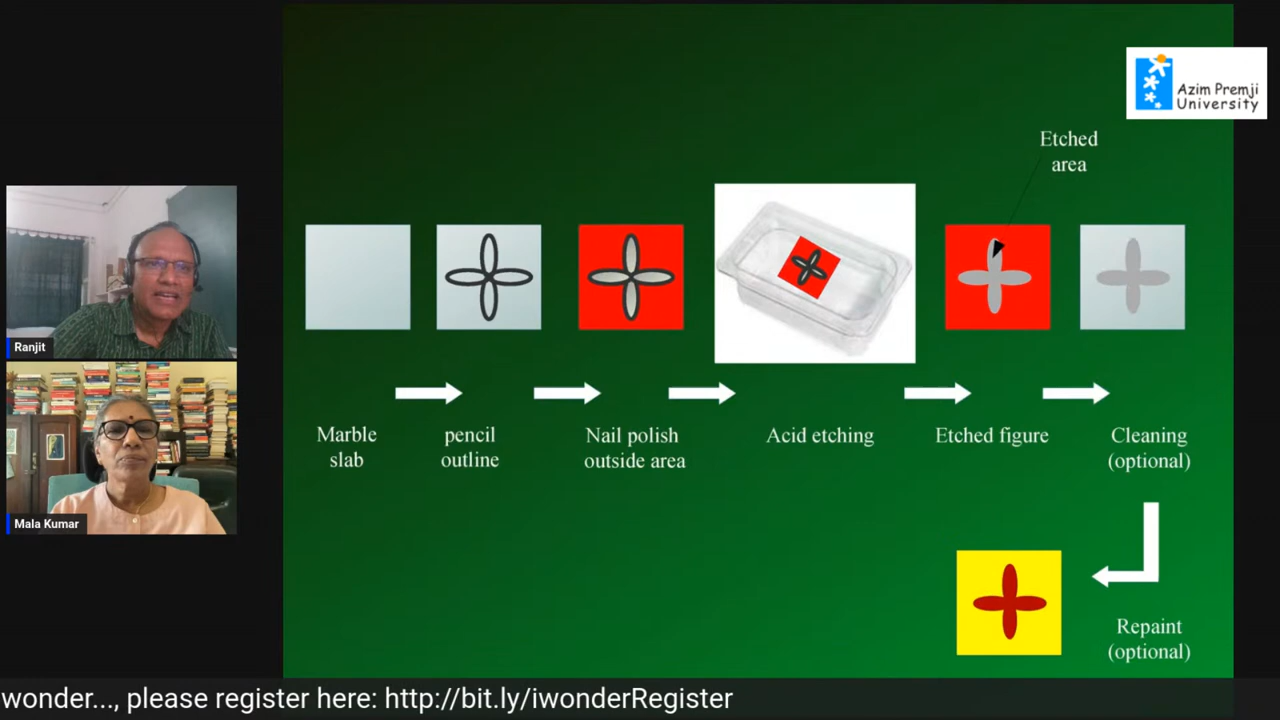 Azim Premji
University
Etched
area
Ranjit
Mala Kumar
Marble
slab
pencil
outline
Nail polish
outside area
Acid etching
Etched figure
Cleaning
(optional)
Repaint
(optional)
wonder..., please register here: http://bit.ly/iwonderRegister